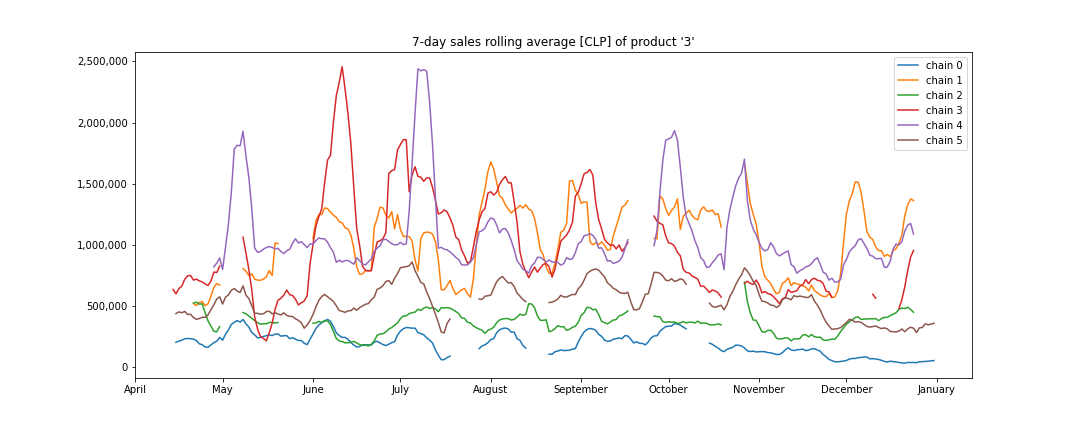 7-day sales rolling average [CLP] of product '3'
2,500,000
2,000,000
1,500,000
1,000,000
500,000
0
chain 0
chain 1
chain 2
chain 3
chain 4
chain 5
April May June July August September October November December January